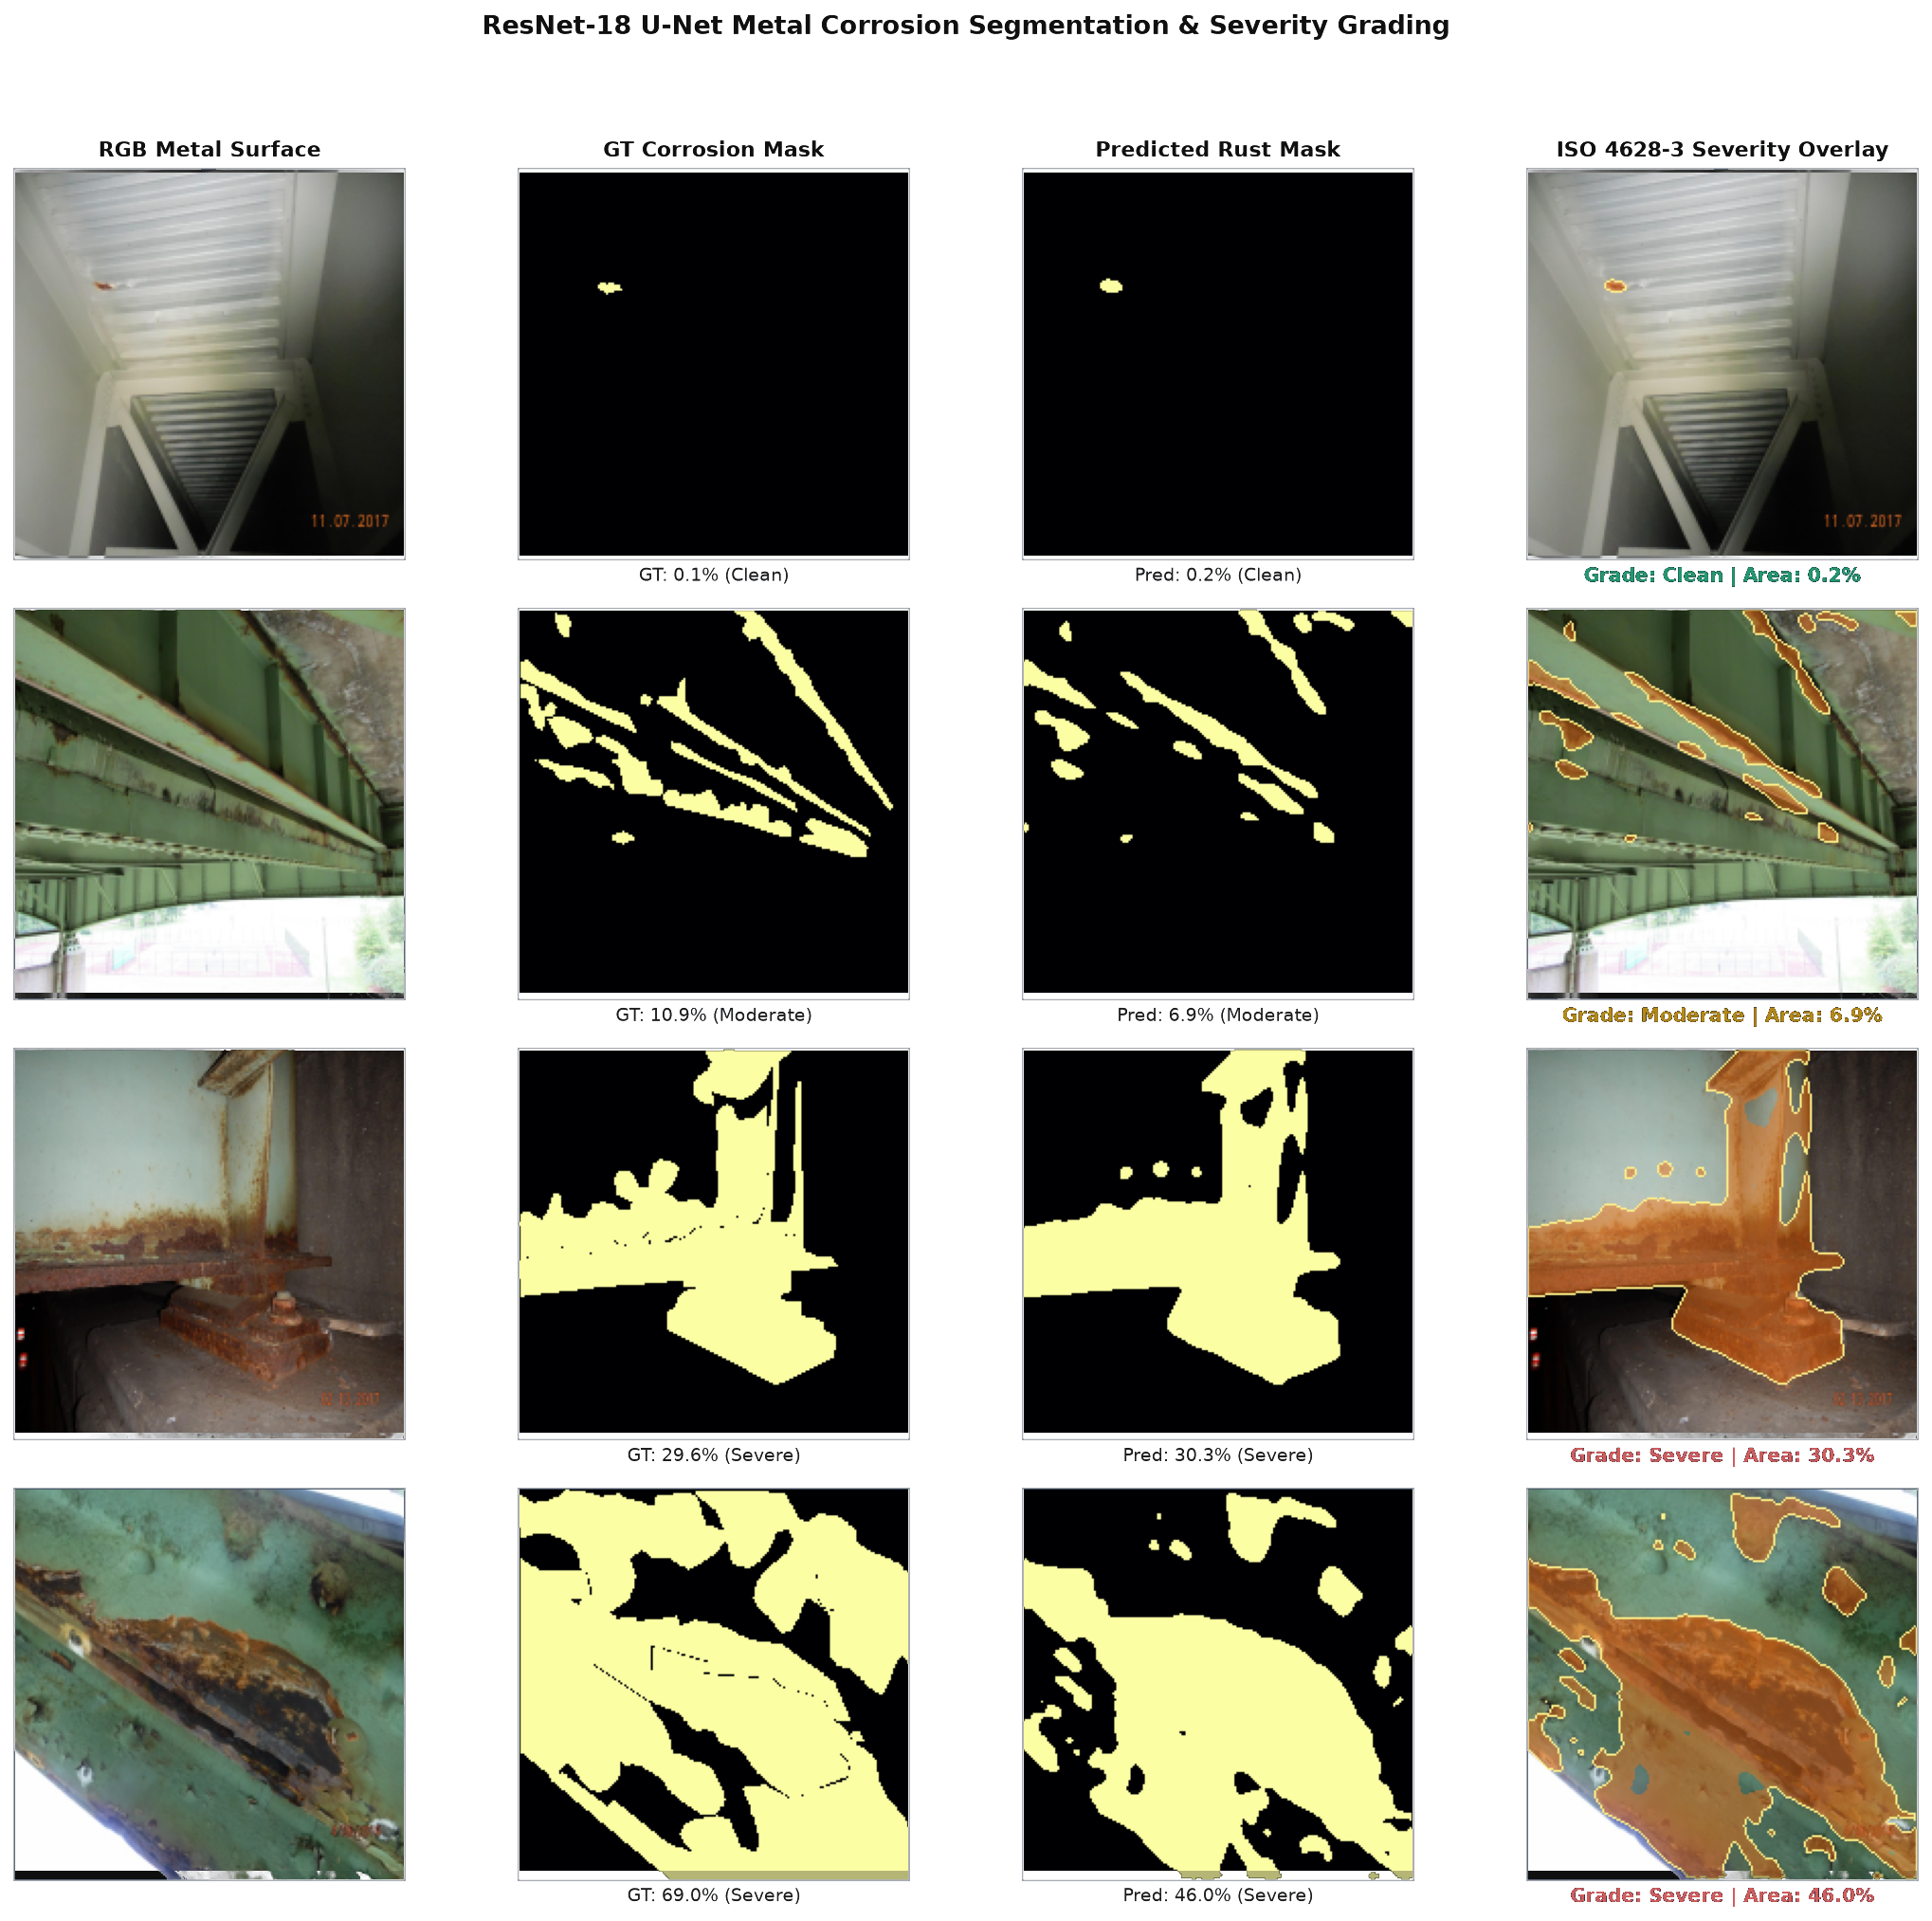 ResNet-18 U-Net Metal Corrosion Segmentation & Severity Grading
RGB Metal Surface
GT Corrosion Mask
Predicted Rust Mask
ISO 4628-3 Severity Overlay
11.07.2017
11.07.2017
GT: 0.1% (Clean)
Pred: 0.2% (Clean)
Grade: Clean | Area: 0.2%
GT: 10.9% (Moderate)
Pred: 6.9% (Moderate)
Grade: Moderate | Area: 6.9%
GT: 29.6% (Severe)
Pred: 30.3% (Severe)
Grade: Severe | Area: 30.3%
GT: 69.0% (Severe)
Pred: 46.0% (Severe)
Grade: Severe | Area: 46.0%